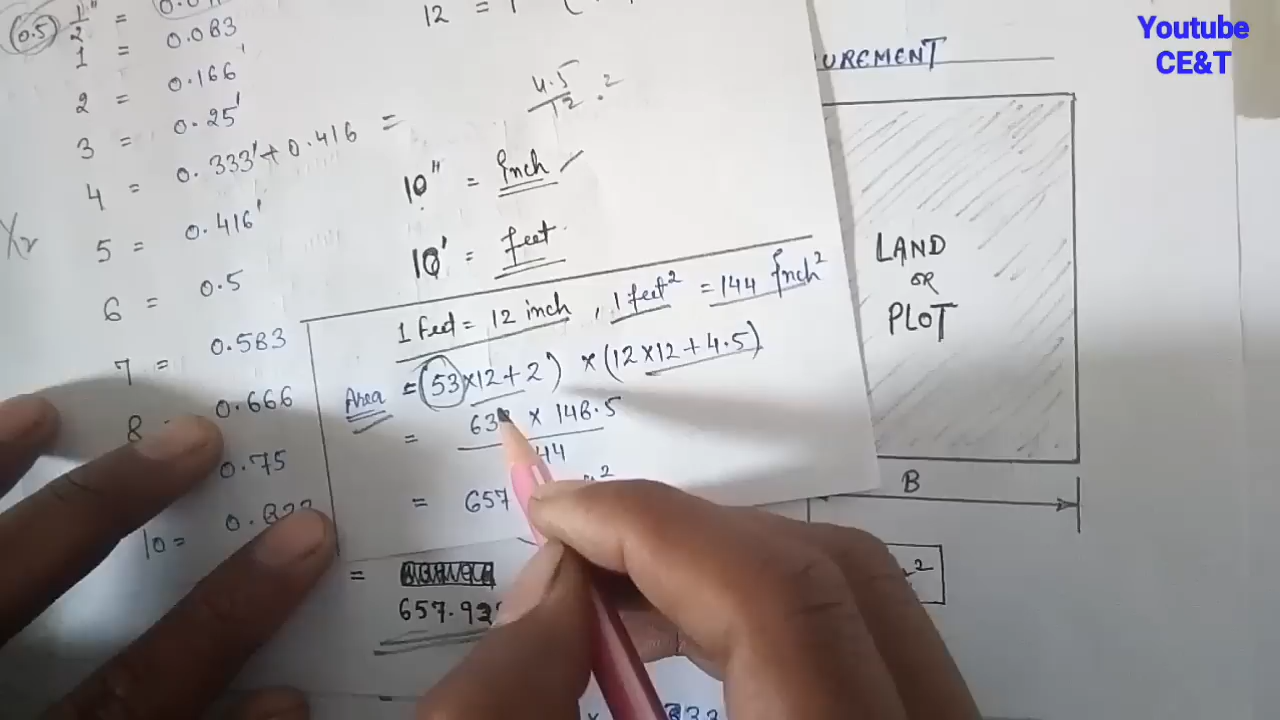 (0.5) 1/2" =
1 = 0.083
2 = 0.166'
3 = 0.25'
4 = 0.333'+ 0.416 =
5 = 0.416'
6 = 0.5
7 = 0.583
8 0.666
0.75
10 =
12 =
4.5/12
10" = Inch
10' = feet
1 feet = 12 inch, 1 feet² = 144 Inch²
Area = (53×12+2) × (12×12+4.5)
= 63 × 148.5
44
= 657
=
657.92
UREMENT
LAND
OR
PLOT
B
Youtube
CE&T